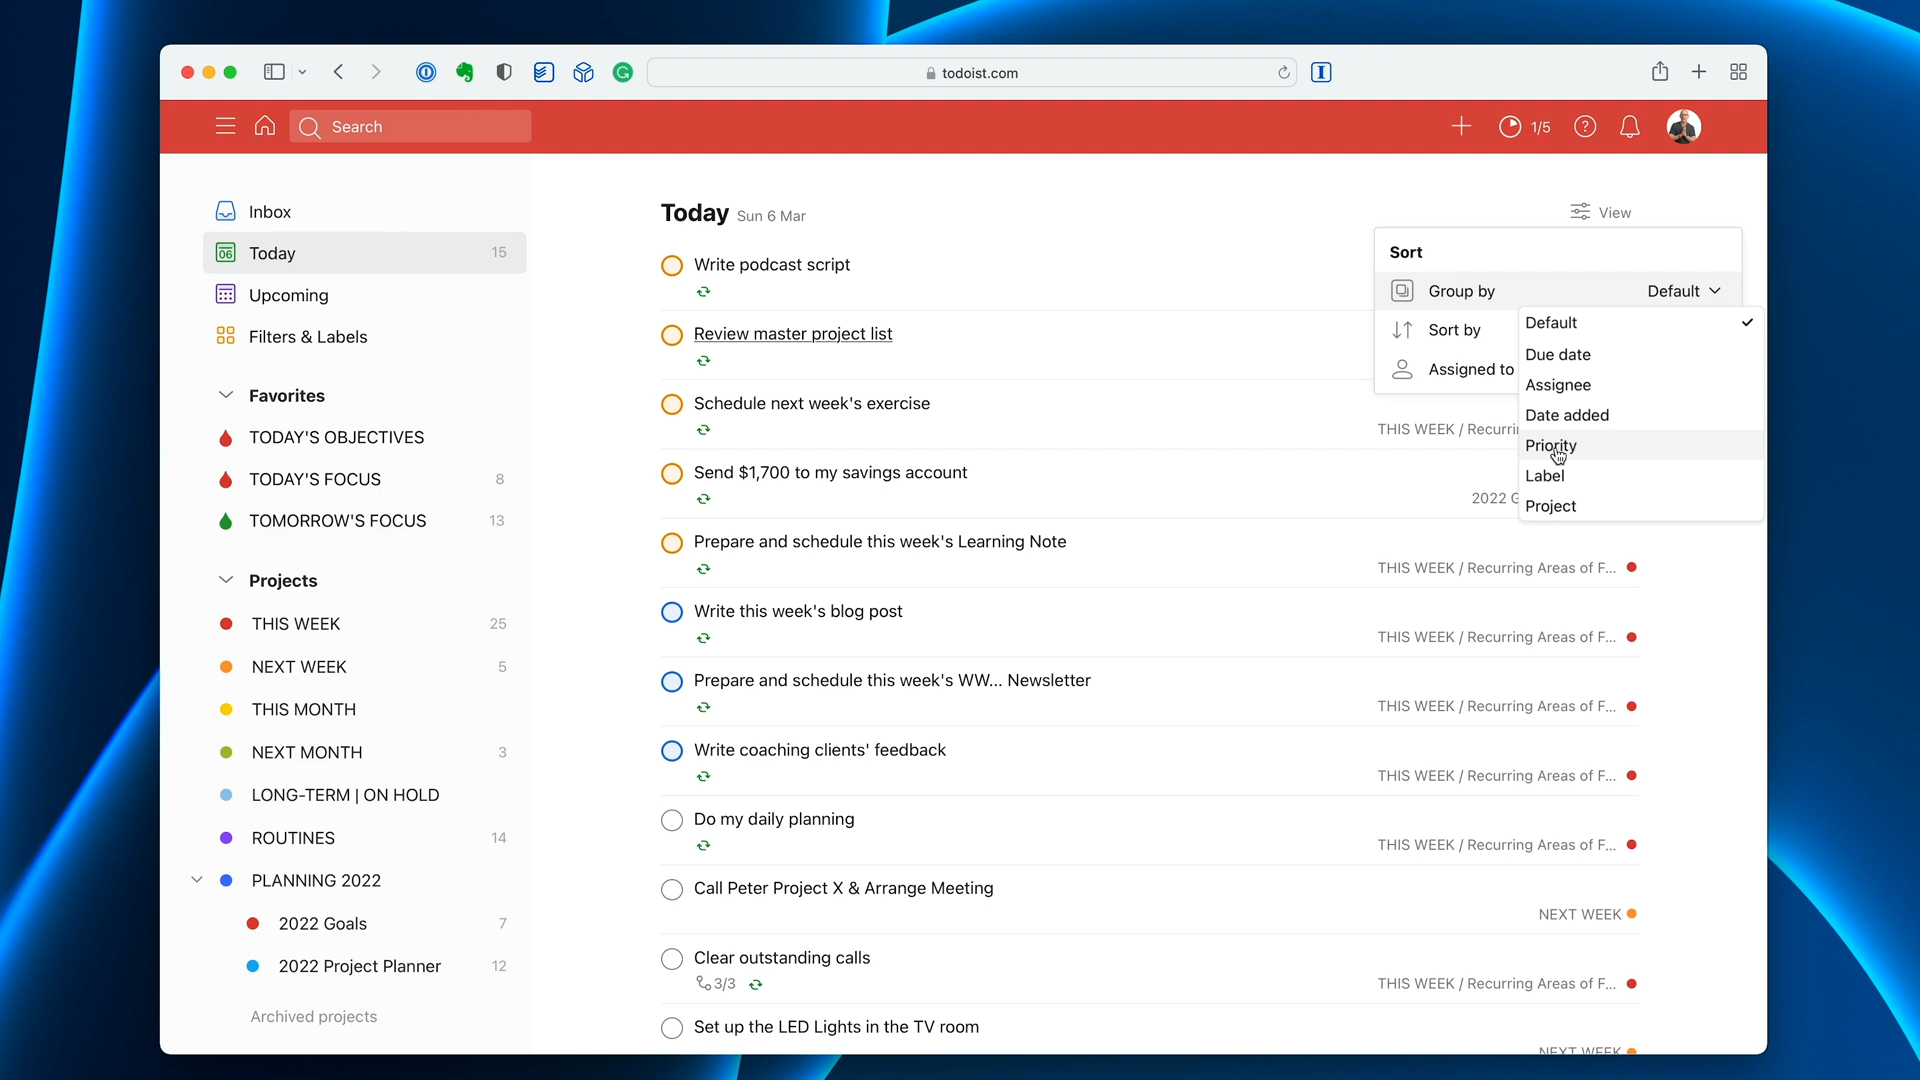 todoist.com
Search
1/5
Inbox
06 Today 15
Upcoming
Filters & Labels
Favorites
TODAY'S OBJECTIVES
TODAY'S FOCUS 8
TOMORROW'S FOCUS 13
Projects
THIS WEEK 25
NEXT WEEK 5
THIS MONTH
NEXT MONTH 3
LONG-TERM | ON HOLD
ROUTINES 14
PLANNING 2022
2022 Goals 7
2022 Project Planner 12
Archived projects
Today Sun 6 Mar
View
Write podcast script
Review master project list
Schedule next week's exercise
THIS WEEK / Recurri
Send $1,700 to my savings account
2022 G
Prepare and schedule this week's Learning Note
THIS WEEK / Recurring Areas of F...
Write this week's blog post
THIS WEEK / Recurring Areas of F...
Prepare and schedule this week's WW... Newsletter
THIS WEEK / Recurring Areas of F...
Write coaching clients' feedback
THIS WEEK / Recurring Areas of F...
Do my daily planning
THIS WEEK / Recurring Areas of F...
Call Peter Project X & Arrange Meeting
NEXT WEEK
Clear outstanding calls
3/3
THIS WEEK / Recurring Areas of F...
Set up the LED Lights in the TV room
NEXT WEEK
Sort
Group by Default
Sort by
Assigned to
Default
Due date
Assignee
Date added
Priority
Label
Project